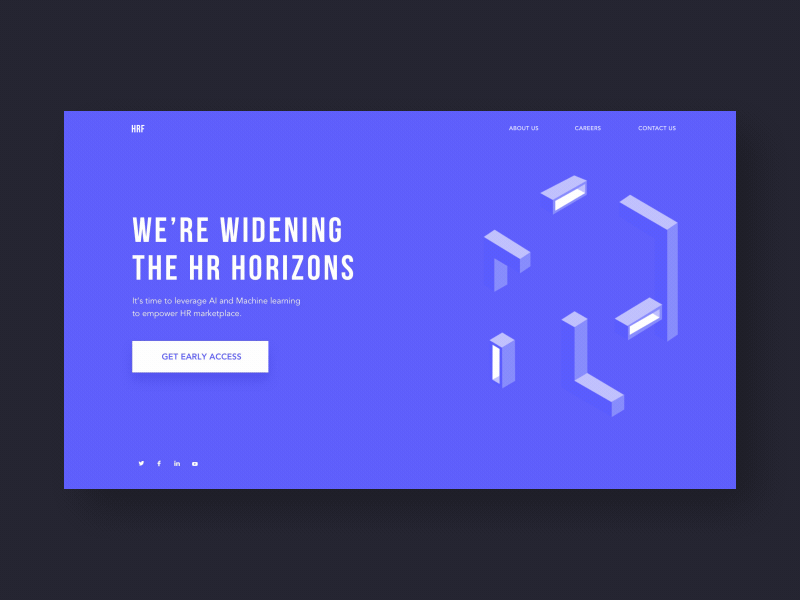 HRF
ABOUT US
CAREERS
CONTACT US
WE’RE WIDENING
THE HR HORIZONS
It's time to leverage AI and Machine learning
to empower HR marketplace.
GET EARLY ACCESS